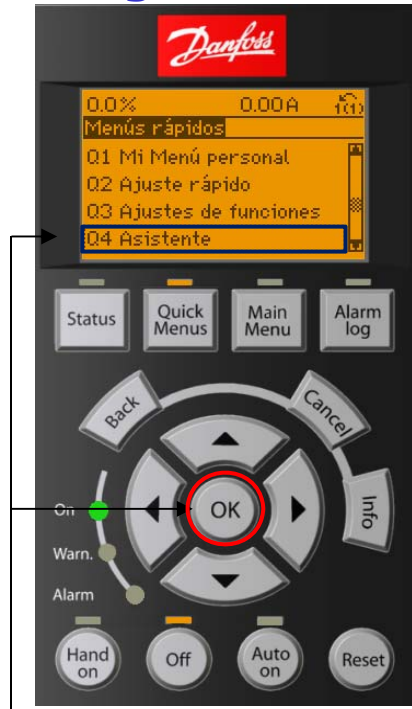 Danfoss
0.0% 0.00A 1(1)
Menús rápidos
Q1 Mi Menú personal
Q2 Ajuste rápido
Q3 Ajustes de funciones
Q4 Asistente
Status Quick Menus Main Menu Alarm log
Back Cancel
OK Info
On
Warn.
Alarm
Hand on Off Auto on Reset